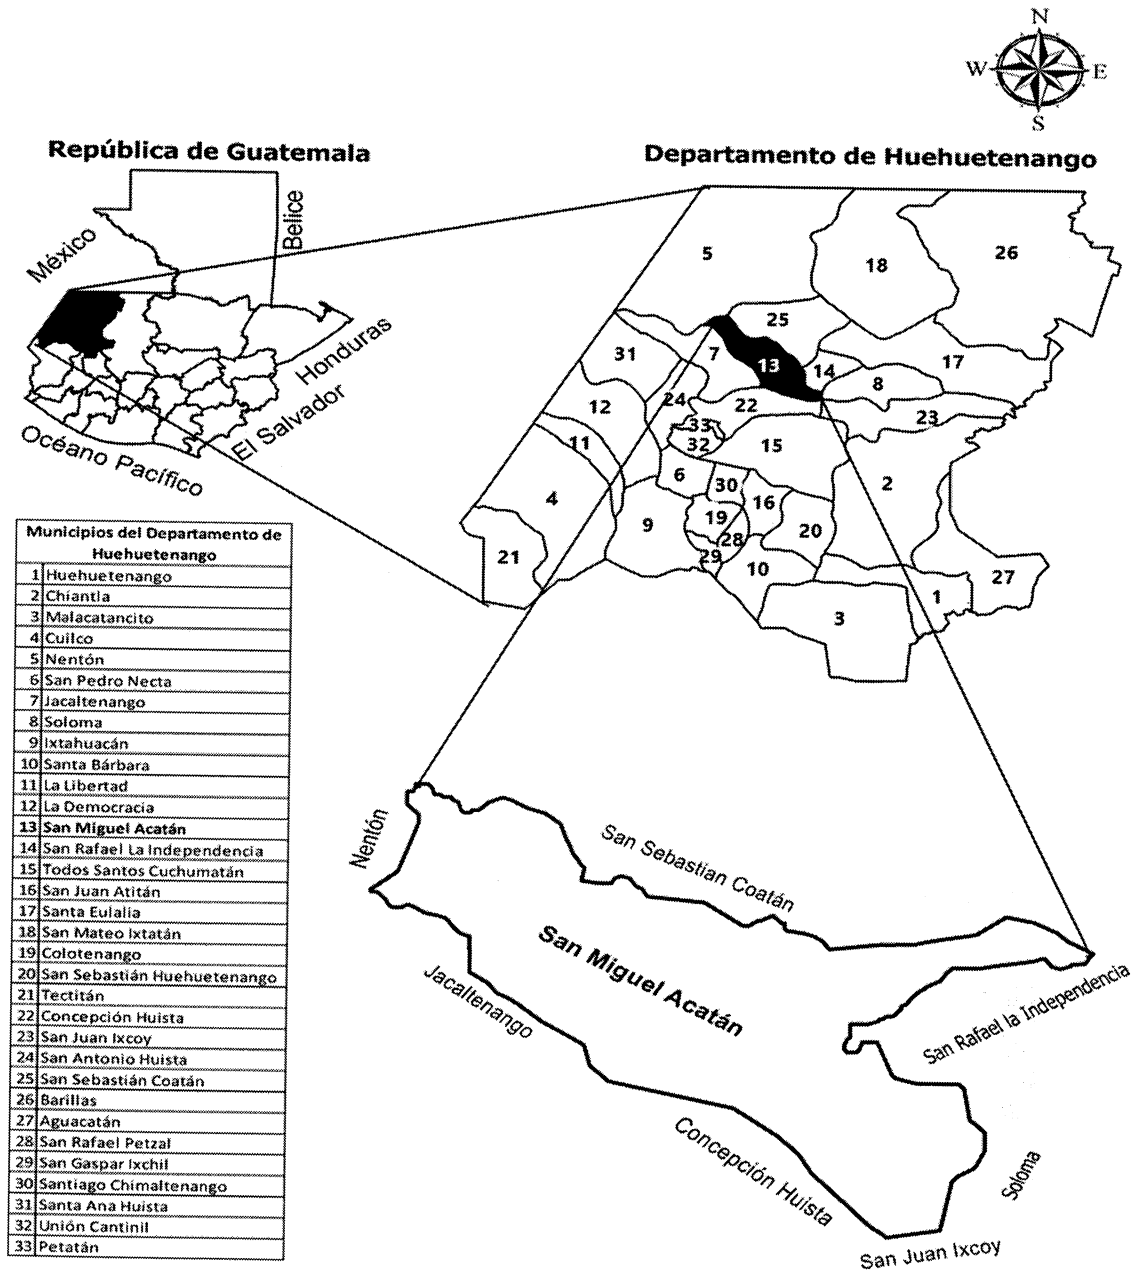 N
W E
S
República de Guatemala
Departamento de Huehuetenango
México
Belice
Honduras
El Salvador
Océano Pacífico
5
18
26
25
31
7
13
14
17
8
12
24
22
23
33
32
15
11
6
30
2
4
16
9
19
20
28
21
29
10
27
1
3
Municipios del Departamento de
Huehuetenango
1 Huehuetenango
2 Chiantla
3 Malacatancito
4 Cuilco
5 Nentón
6 San Pedro Necta
7 Jacaltenango
8 Soloma
9 Ixtahuacán
10 Santa Bárbara
11 La Libertad
12 La Democracia
13 San Miguel Acatán
14 San Rafael La Independencia
15 Todos Santos Cuchumatán
16 San Juan Atitán
17 Santa Eulalia
18 San Mateo Ixtatán
19 Colotenango
20 San Sebastián Huehuetenango
21 Tectitán
22 Concepción Huista
23 San Juan Ixcoy
24 San Antonio Huista
25 San Sebastián Coatán
26 Barillas
27 Aguacatán
28 San Rafael Petzal
29 San Gaspar Ixchil
30 Santiago Chimaltenango
31 Santa Ana Huista
32 Unión Cantinil
33 Petatán
Nentón
San Sebastian Coatán
San Miguel Acatán
Jacaltenango
San Rafael la Independencia
Concepción Huista
Soloma
San Juan Ixcoy